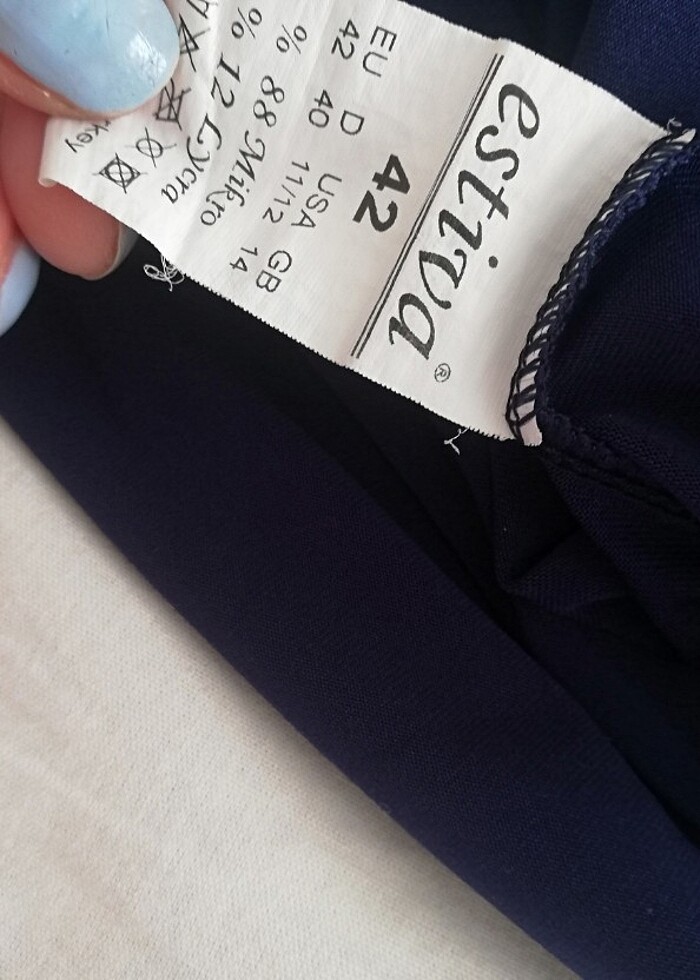 estiva®
42
EU D USA GB
42 40 11/12 14
% 88 Mikro
% 12 Lycra